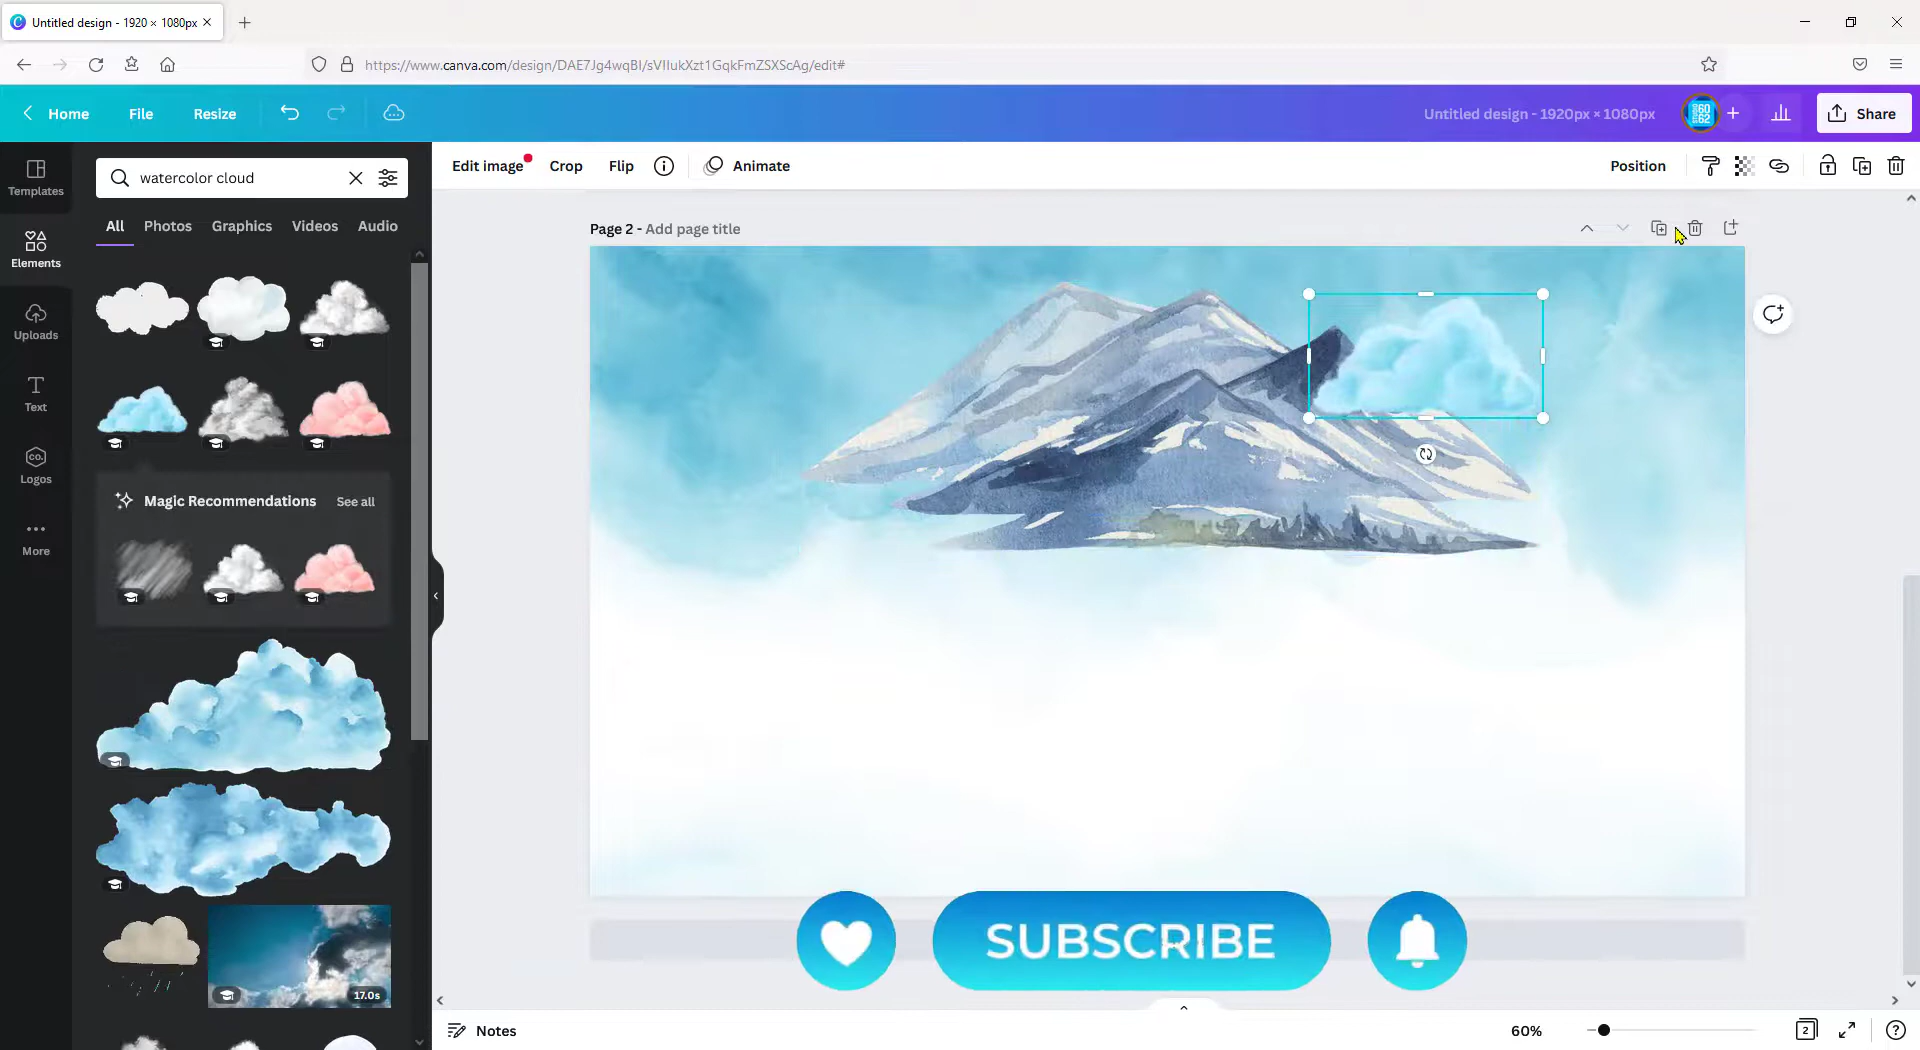 Untitled design - 1920 × 1080px
https://www.canva.com/design/DAE7Jg4wqBI/sVIIukXzt1GqkFmZSXScAg/edit#
Home File Resize
Untitled design - 1920px × 1080px
Share
Templates
Elements
Uploads
Text
co.
Logos
More
watercolor cloud
All Photos Graphics Videos Audio
Magic Recommendations See all
17.0s
Edit image Crop Flip Animate Position
Page 2 - Add page title
SUBSCRIBE
Notes
60%
2